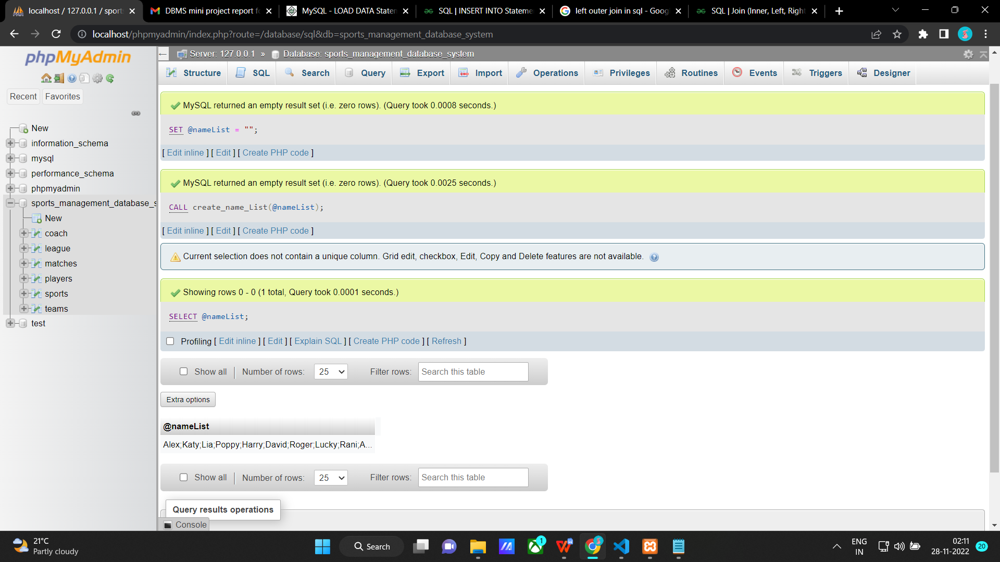 localhost / 127.0.0.1 / sport
DBMS mini project report fo
MySQL - LOAD DATA Staten
SQL | INSERT INTO Stateme
left outer join in sql - Goog
SQL | Join (Inner, Left, Right
localhost/phpmyadmin/index.php?route=/database/sql&db=sports_management_database_system
phpMyAdmin
Recent
Favorites
New
information_schema
mysql
performance_schema
phpmyadmin
sports_management_database_s
New
coach
league
matches
players
sports
teams
test
Server: 127.0.0.1 » Database: sports_management_database_system
Structure SQL Search Query Export Import Operations Privileges Routines Events Triggers Designer
MySQL returned an empty result set (i.e. zero rows). (Query took 0.0008 seconds.)
SET @nameList = "";
[ Edit inline ] [ Edit ] [ Create PHP code ]
MySQL returned an empty result set (i.e. zero rows). (Query took 0.0025 seconds.)
CALL create_name_List(@nameList);
[ Edit inline ] [ Edit ] [ Create PHP code ]
Current selection does not contain a unique column. Grid edit, checkbox, Edit, Copy and Delete features are not available.
Showing rows 0 - 0 (1 total, Query took 0.0001 seconds.)
SELECT @nameList;
Profiling [ Edit inline ] [ Edit ] [ Explain SQL ] [ Create PHP code ] [ Refresh ]
Show all | Number of rows: 25 Filter rows: Search this table
Extra options
@nameList
Alex;Katy;Lia;Poppy;Harry;David;Roger;Lucky;Rani;A...
Show all | Number of rows: 25 Filter rows: Search this table
Query results operations
Console
21°C
Partly cloudy
Search
1
ENG
IN
02:11
28-11-2022
20